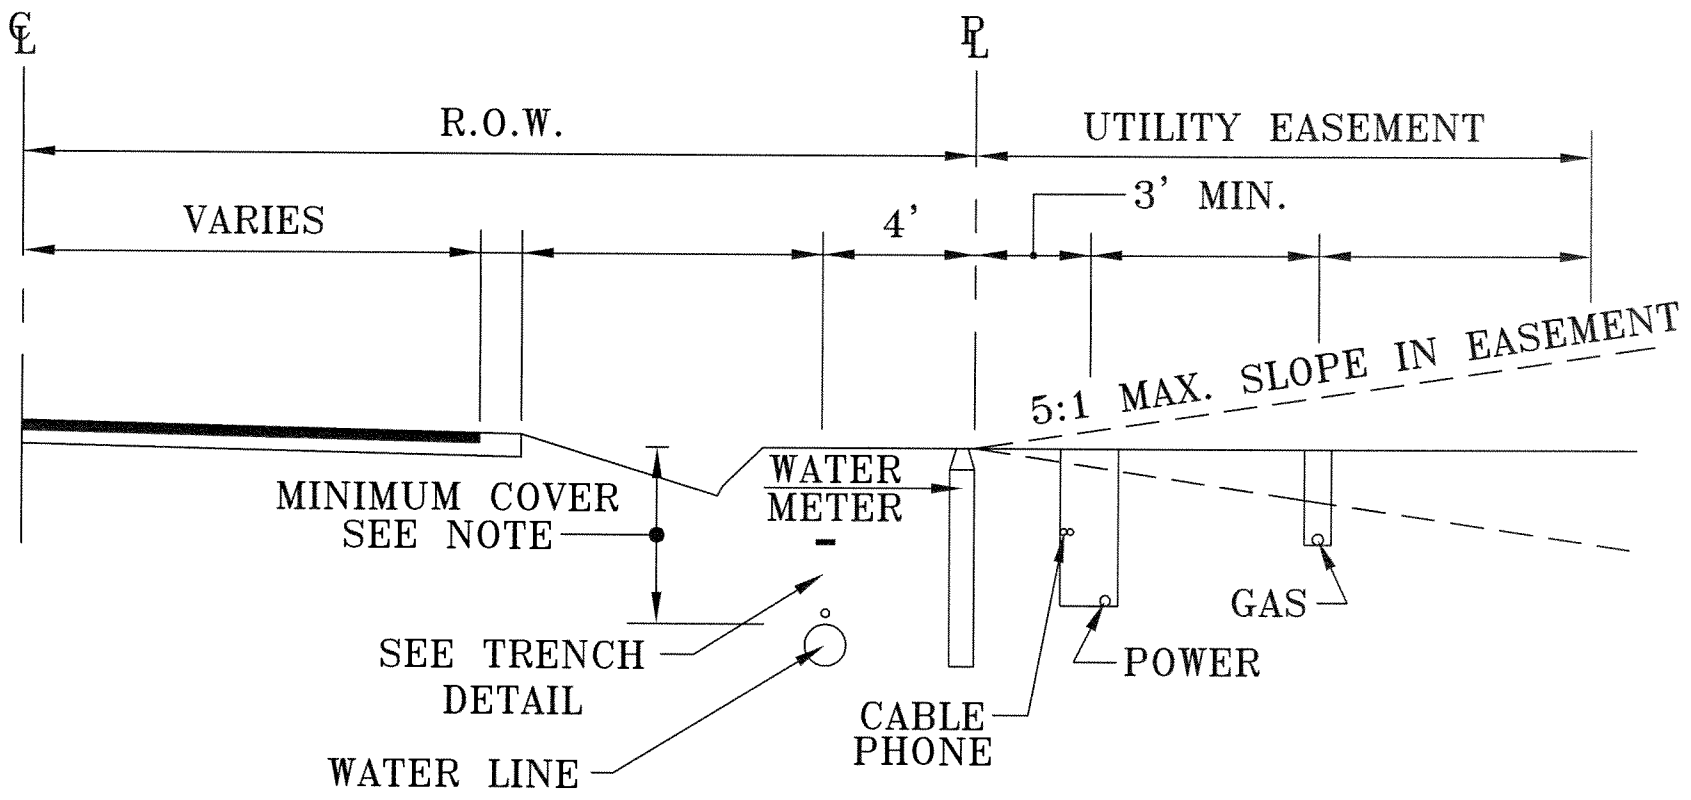 CL
PL
R.O.W.
UTILITY EASEMENT
VARIES
4'
3' MIN.
5:1 MAX. SLOPE IN EASEMENT
MINIMUM COVER
SEE NOTE
WATER
METER
SEE TRENCH
DETAIL
WATER LINE
CABLE
PHONE
POWER
GAS